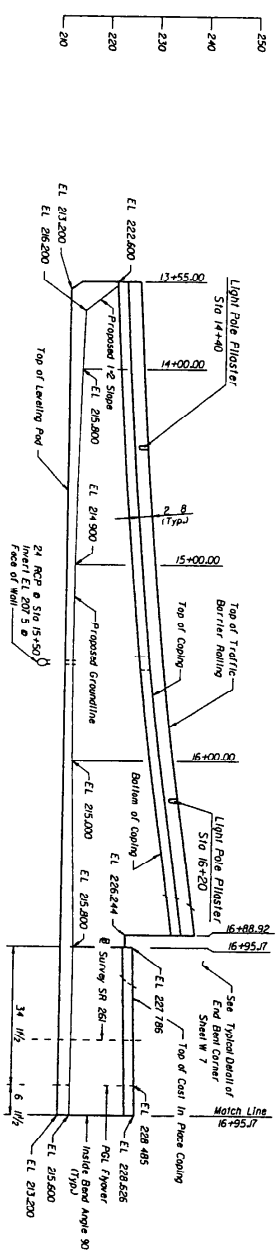 250
240
230
220
210
13+55.00
Light Pole Pilaster
Sta 14+40
14+00.00
EL 222.600
Proposed 1:2 Slope
EL 213.200
EL 216.200
EL 215.800
Top of Leveling Pad
2 8
(Typ.)
15+00.00
EL 214.900
Proposed Groundline
24 RCP @ Sta 15+50
Invert EL 207 5 @
Face of Wall
Top of Traffic
Barrier Railing
Top of Coping
Bottom of Coping
16+00.00
EL 215.000
Light Pole Pilaster
Sta 16+20
16+88.92
16+95.17
EL 226.244
EL 215.800
EL 227.786
See Typical Detail of
End Bent Corner
Sheet W 7
Survey SR 261
Top of Cast In Place Coping
34 11 1/2
1 6 11 1/2
EL 228 485
PGL Flyover
EL 228.626
Match Line
16+95.17
Inside Bend Angle 90
(Typ.)
EL 215.600
EL 213.200